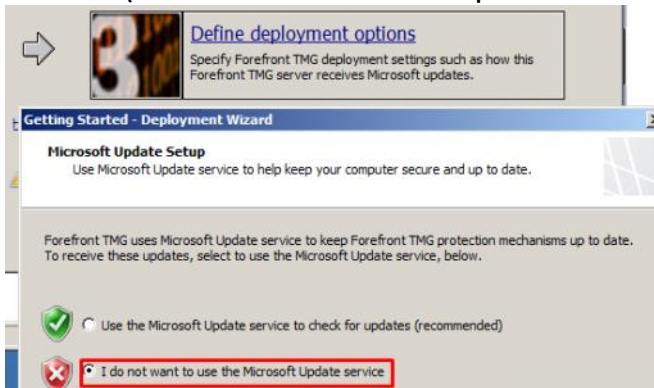 Define deployment options
Specify Forefront TMG deployment settings such as how this
Forefront TMG server receives Microsoft updates.
Getting Started - Deployment Wizard
Microsoft Update Setup
Use Microsoft Update service to help keep your computer secure and up to date.
Forefront TMG uses Microsoft Update service to keep Forefront TMG protection mechanisms up to date.
To receive these updates, select to use the Microsoft Update service, below.
Use the Microsoft Update service to check for updates (recommended)
I do not want to use the Microsoft Update service